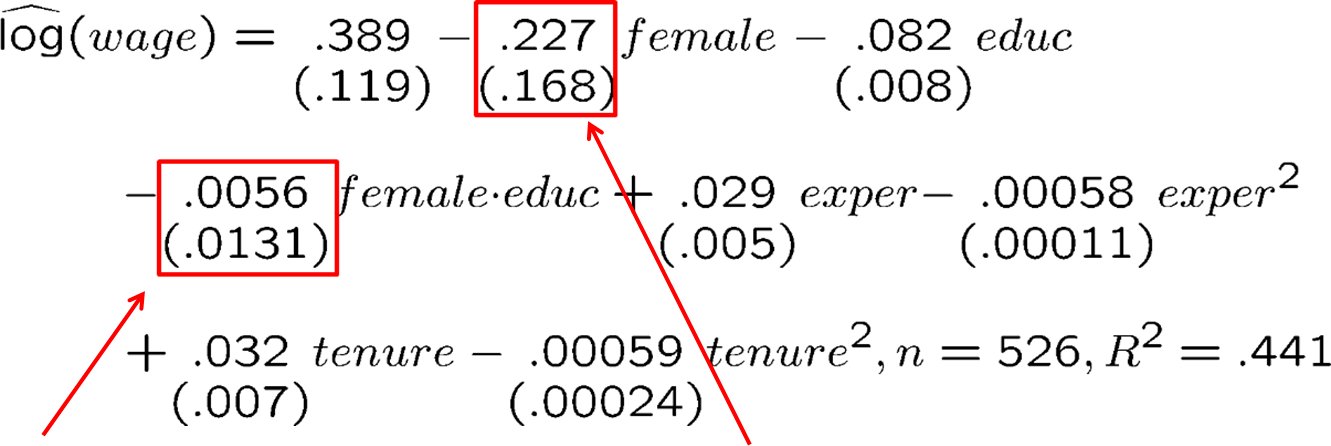 l̂og(wage) = .389 − .227 female − .082 educ
(.119) (.168) (.008)
− .0056 female·educ + .029 exper− .00058 exper²
(.0131) (.005) (.00011)
+ .032 tenure − .00059 tenure², n = 526, R² = .441
(.007) (.00024)